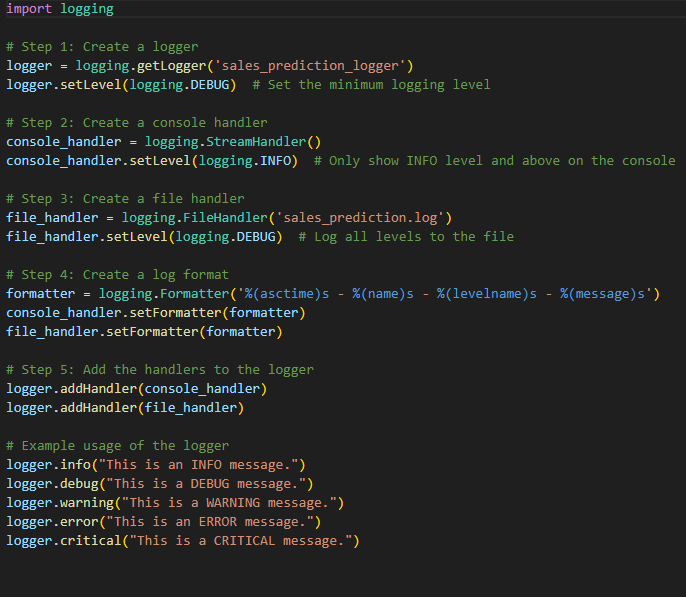 import logging
# Step 1: Create a logger
logger = logging.getLogger('sales_prediction_logger')
logger.setLevel(logging.DEBUG)  # Set the minimum logging level
# Step 2: Create a console handler
console_handler = logging.StreamHandler()
console_handler.setLevel(logging.INFO)  # Only show INFO level and above on the console
# Step 3: Create a file handler
file_handler = logging.FileHandler('sales_prediction.log')
file_handler.setLevel(logging.DEBUG)  # Log all levels to the file
# Step 4: Create a log format
formatter = logging.Formatter('%(asctime)s - %(name)s - %(levelname)s - %(message)s')
console_handler.setFormatter(formatter)
file_handler.setFormatter(formatter)
# Step 5: Add the handlers to the logger
logger.addHandler(console_handler)
logger.addHandler(file_handler)
# Example usage of the logger
logger.info("This is an INFO message.")
logger.debug("This is a DEBUG message.")
logger.warning("This is a WARNING message.")
logger.error("This is an ERROR message.")
logger.critical("This is a CRITICAL message.")